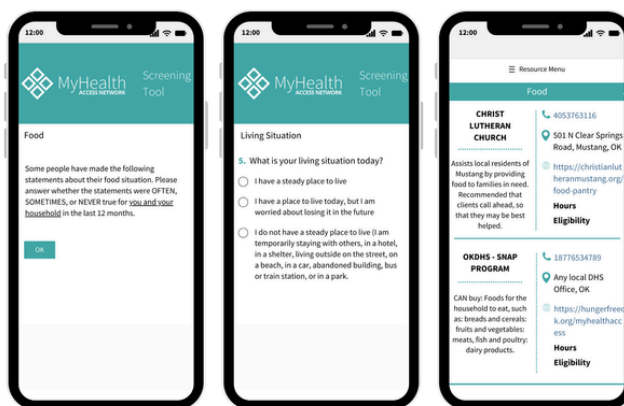 12:00
MyHealth
ACCESS NETWORK
Screening
Tool
Food
Some people have made the following
statements about their food situation. Please
answer whether the statements were OFTEN,
SOMETIMES, or NEVER true for you and your
household in the last 12 months.
OK
12:00
MyHealth
ACCESS NETWORK
Screening
Tool
Living Situation
5. What is your living situation today?
I have a steady place to live
I have a place to live today, but I am
worried about losing it in the future
I do not have a steady place to live (I am
temporarily staying with others, in a hotel,
in a shelter, living outside on the street, on
a beach, in a car, abandoned building, bus
or train station, or in a park.
12:00
Resource Menu
Food
CHRIST
LUTHERAN
CHURCH
Assists local residents of
Mustang by providing
food to families in need.
Recommended that
clients call ahead, so
that they may be best
helped.
4053763116
501 N Clear Springs
Road, Mustang, OK
https://christianlut
heranmustang.org/
food-pantry
Hours
Eligibility
OKDHS - SNAP
PROGRAM
CAN buy: Foods for the
household to eat, such
as: breads and cereals:
fruits and vegetables:
meats, fish and poultry:
dairy products.
18776534789
Any local DHS
Office, OK
https://hungerfreeo
k.org/myhealthacc
ess
Hours
Eligibility